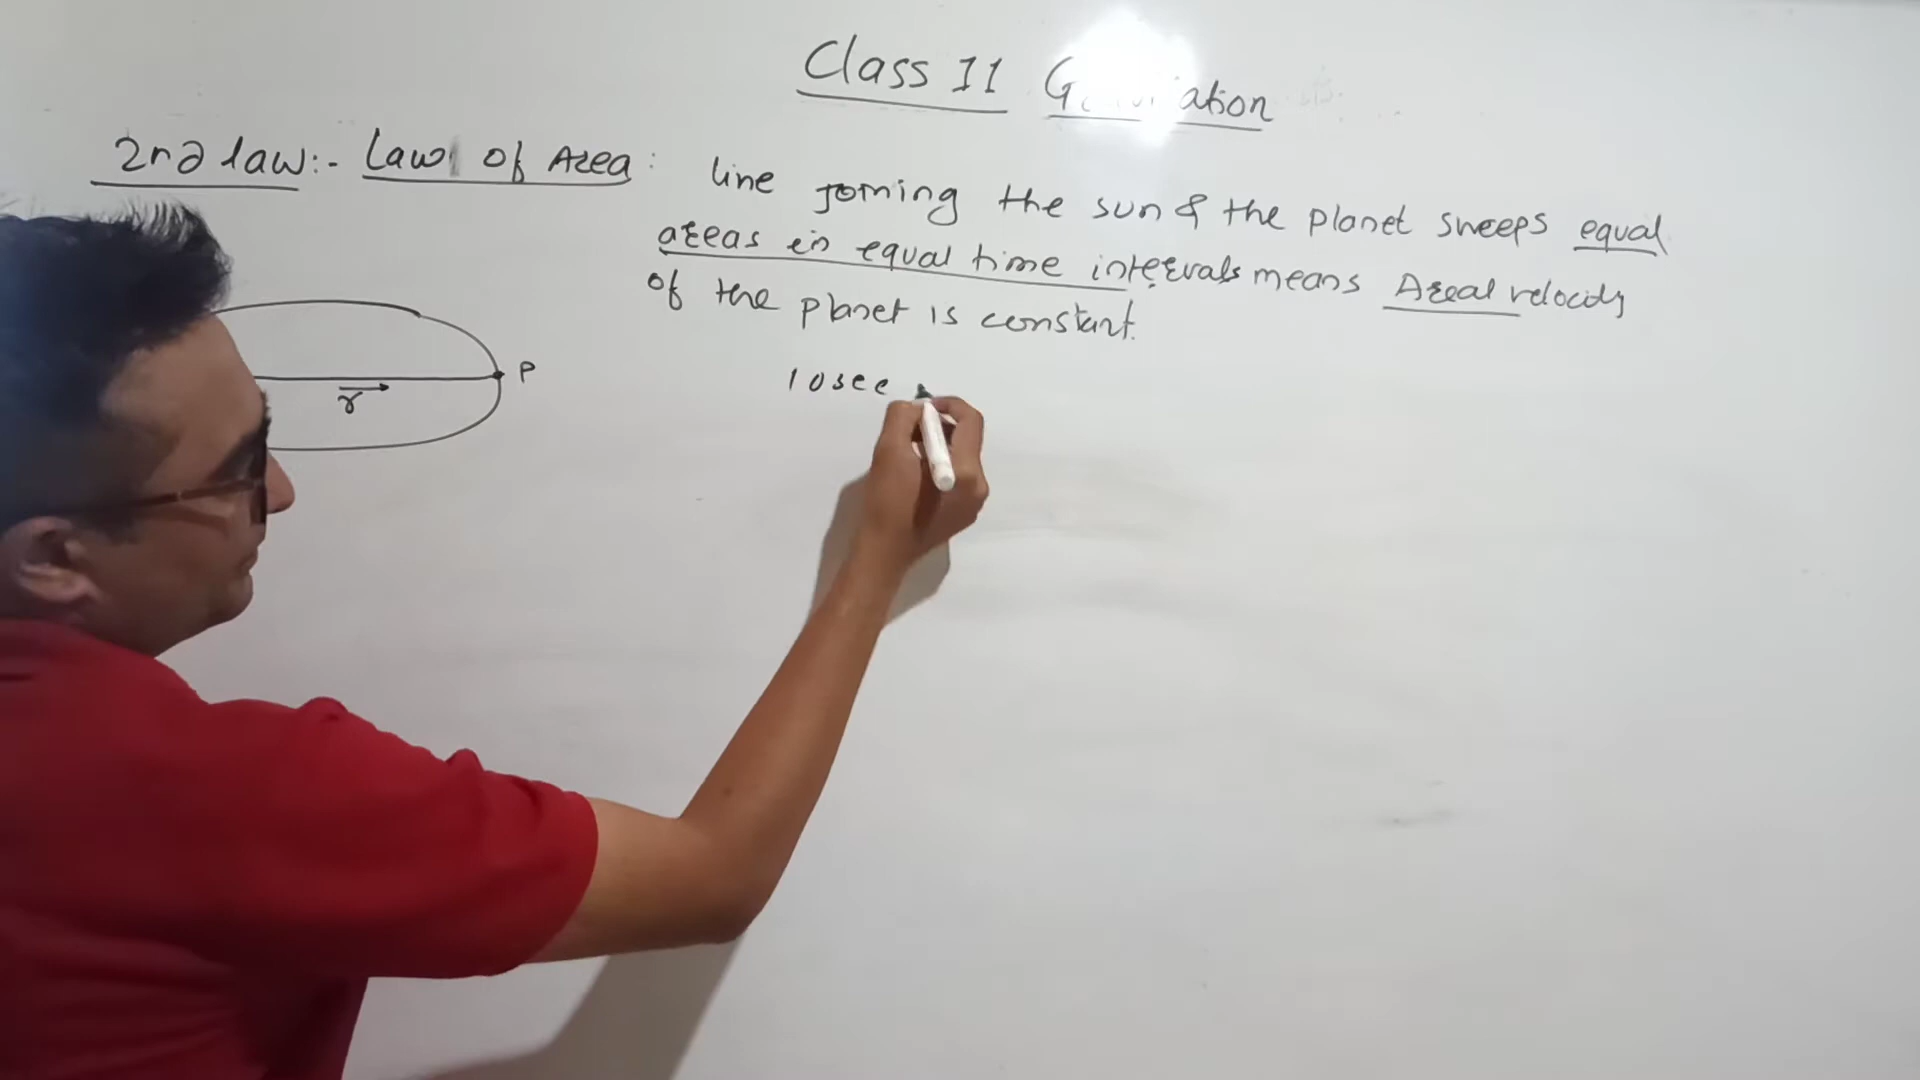 Class 11 Gravitation
2nd law:- Law of Area: line joining the sun & the planet sweeps equal
areas in equal time intervals means Areal velocity
of the planet is constant.
P
r
10sec